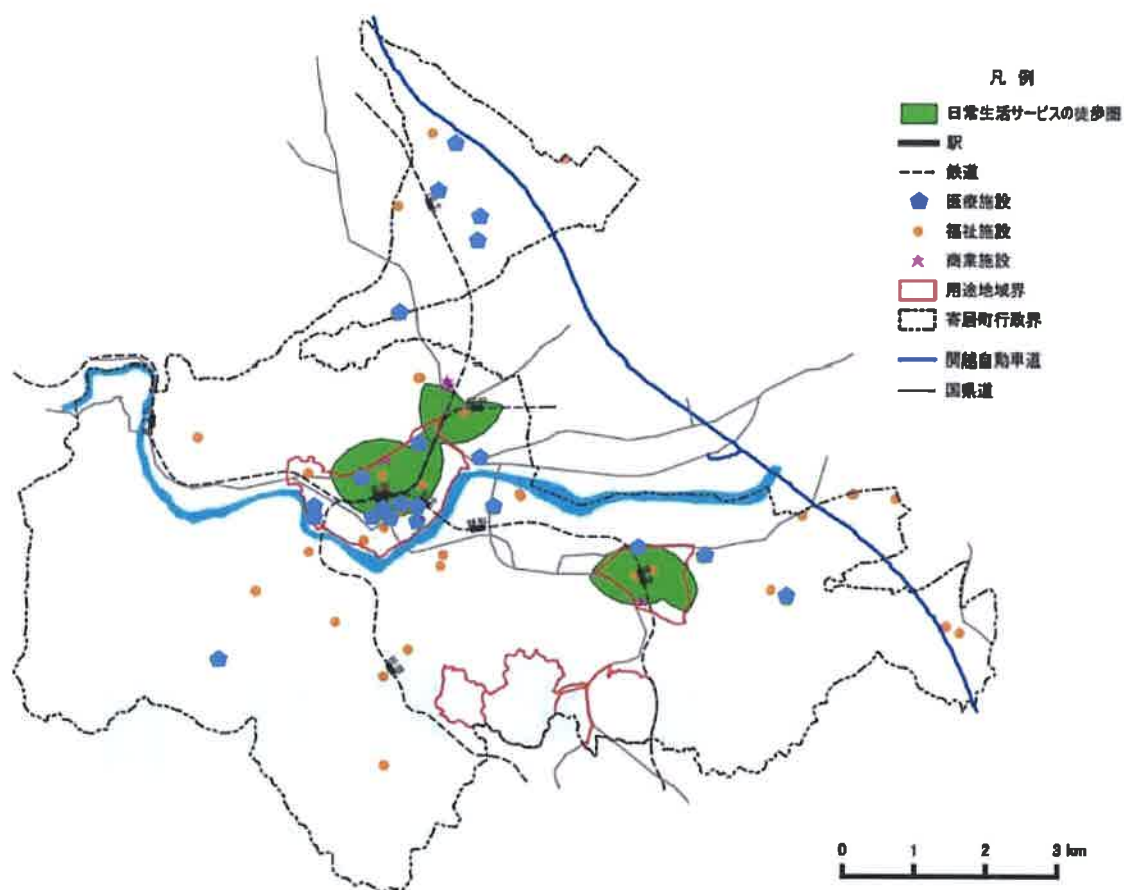 凡 例
日常生活サービスの徒歩圏
駅
鉄道
医療施設
福祉施設
商業施設
用途地域界
寄居町行政界
関越自動車道
国県道
0 1 2 3 km